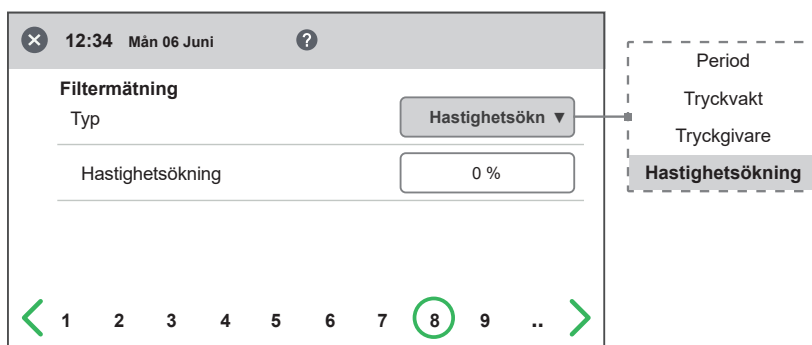 12:34 Mån 06 Juni ?
Filtermätning
Typ Hastighetsökn ▼
Hastighetsökning 0 %
1 2 3 4 5 6 7 8 9 ..
Period
Tryckvakt
Tryckgivare
Hastighetsökning